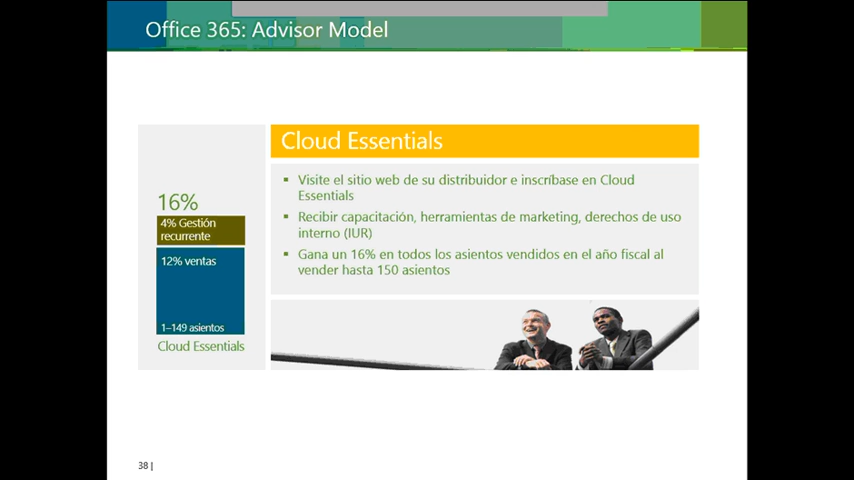 Office 365: Advisor Model
16%
4% Gestión
recurrente
12% ventas
1–149 asientos
Cloud Essentials
Cloud Essentials
▪ Visite el sitio web de su distribuidor e inscríbase en Cloud
Essentials
▪ Recibir capacitación, herramientas de marketing, derechos de uso
interno (IUR)
▪ Gana un 16% en todos los asientos vendidos en el año fiscal al
vender hasta 150 asientos
38 |